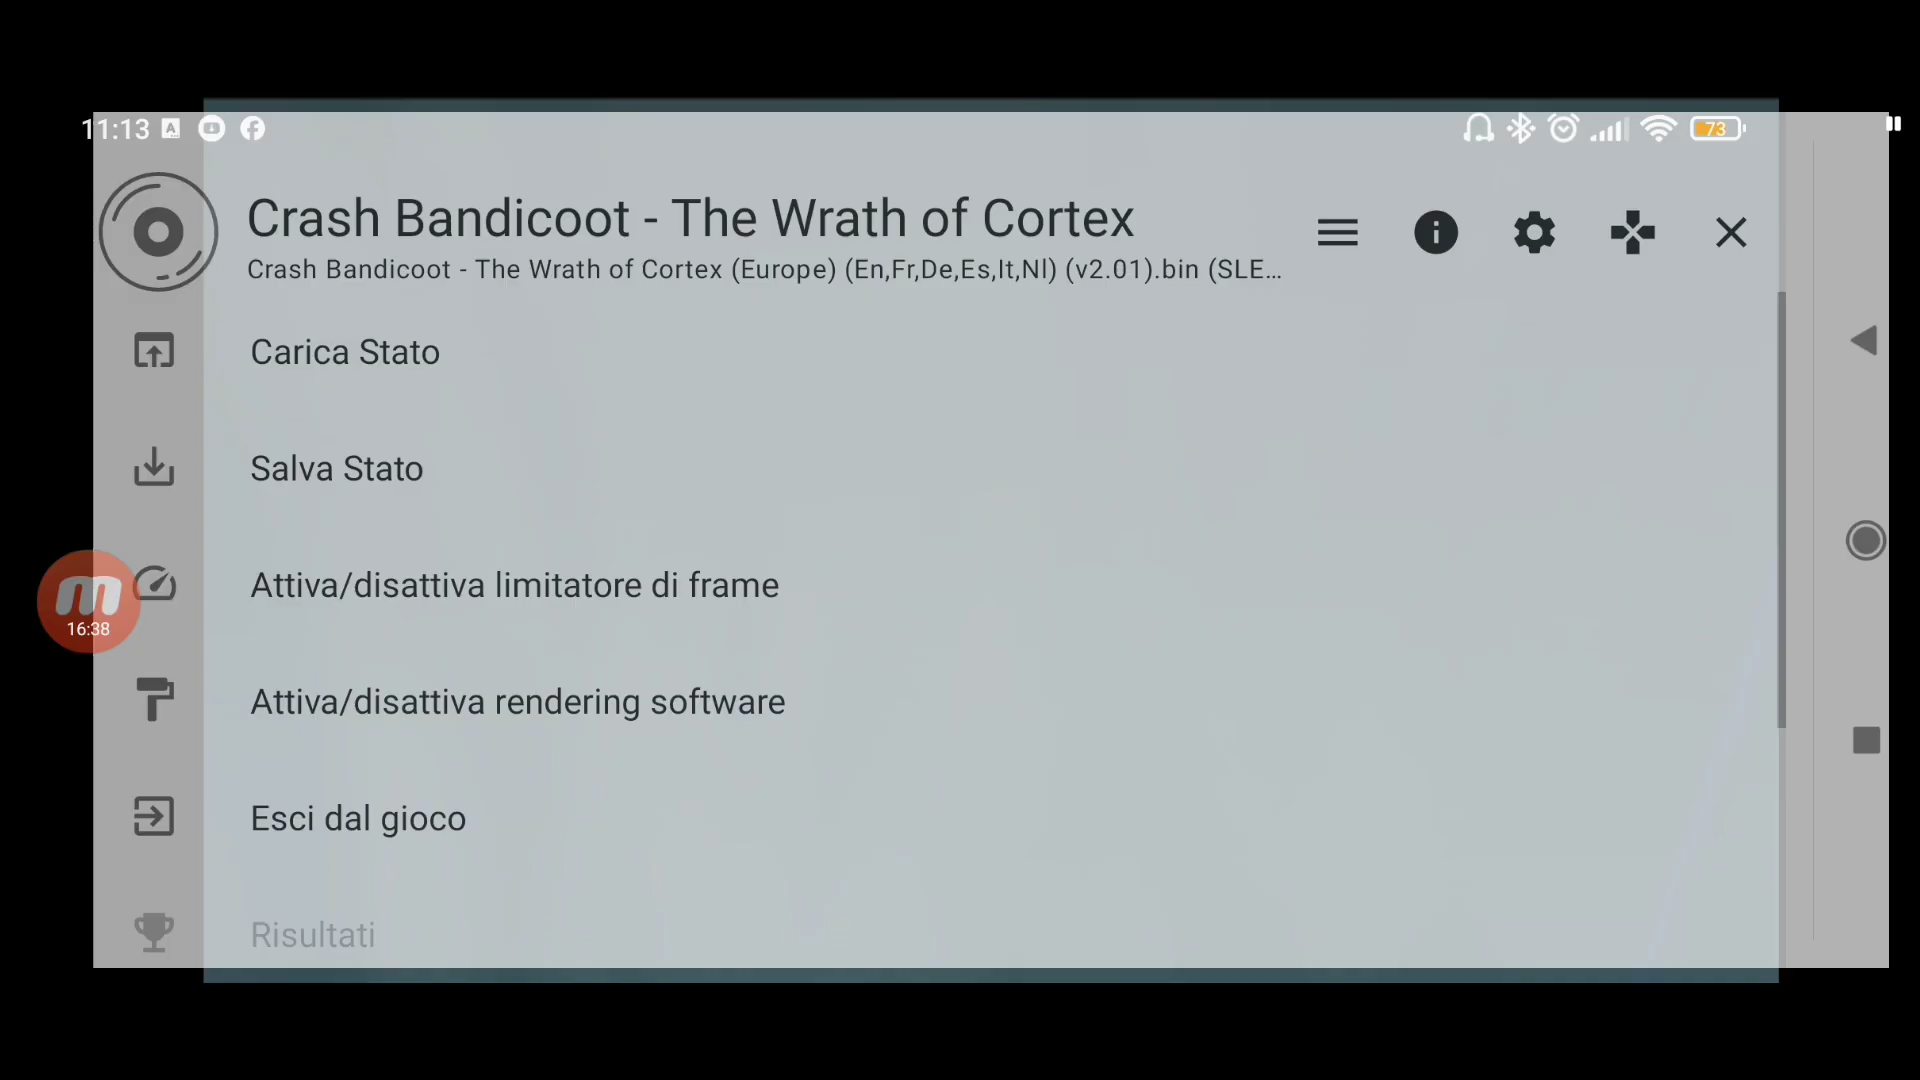 11:13
73
Crash Bandicoot - The Wrath of Cortex
Crash Bandicoot - The Wrath of Cortex (Europe) (En,Fr,De,Es,It,Nl) (v2.01).bin (SLE...
Carica Stato
Salva Stato
Attiva/disattiva limitatore di frame
16:38
Attiva/disattiva rendering software
Esci dal gioco
Risultati